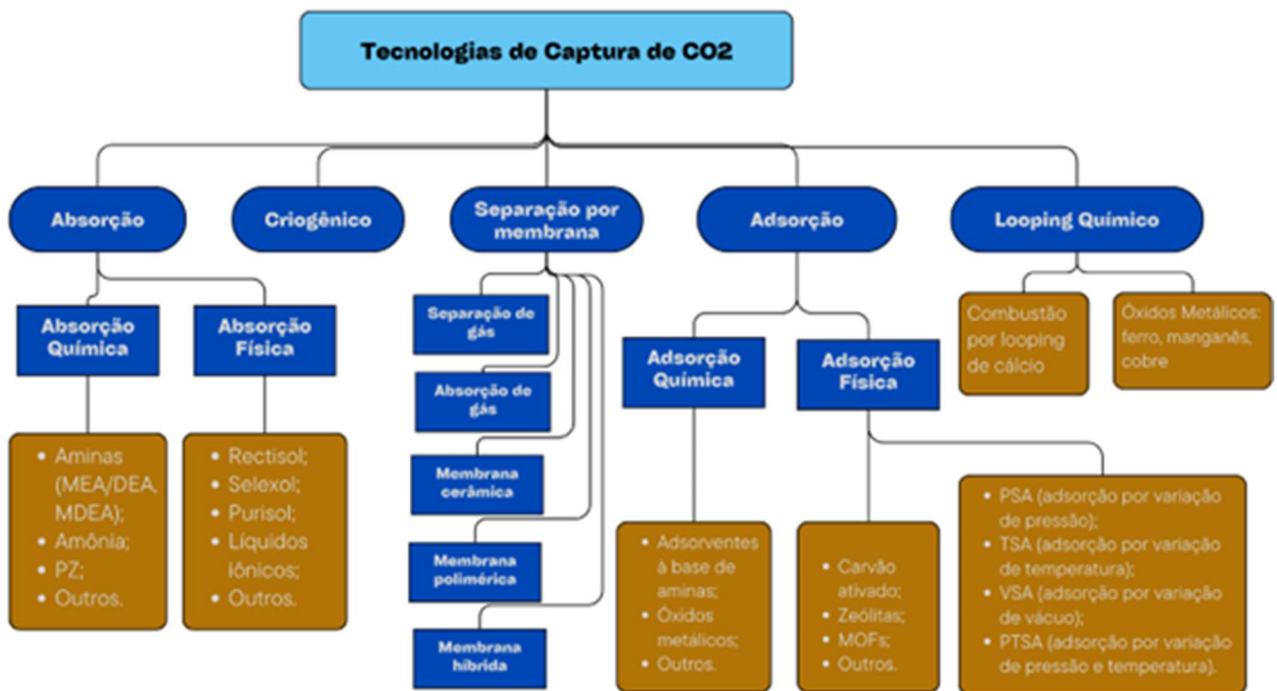 Tecnologias de Captura de CO2
Absorção
Criogênico
Separação por
membrana
Adsorção
Looping Químico
Absorção
Química
Absorção
Física
Separação de
gás
Absorção de
gás
Membrana
cerâmica
Membrana
polimérica
Membrana
híbrida
Adsorção
Química
Adsorção
Física
Combustão
por looping
de cálcio
Óxidos Metálicos:
ferro, manganês,
cobre
• Aminas
(MEA/DEA,
MDEA);
• Amônia;
• PZ;
• Outros.
• Rectisol;
• Selexol;
• Purisol;
• Líquidos
iônicos;
• Outros.
• Adsorventes
à base de
aminas;
• Óxidos
metálicos;
• Outros.
• Carvão
ativado;
• Zeólitas;
• MOFs;
• Outros.
• PSA (adsorção por variação
de pressão);
• TSA (adsorção por variação
de temperatura);
• VSA (adsorção por variação
de vácuo);
• PTSA (adsorção por variação
de pressão e temperatura).